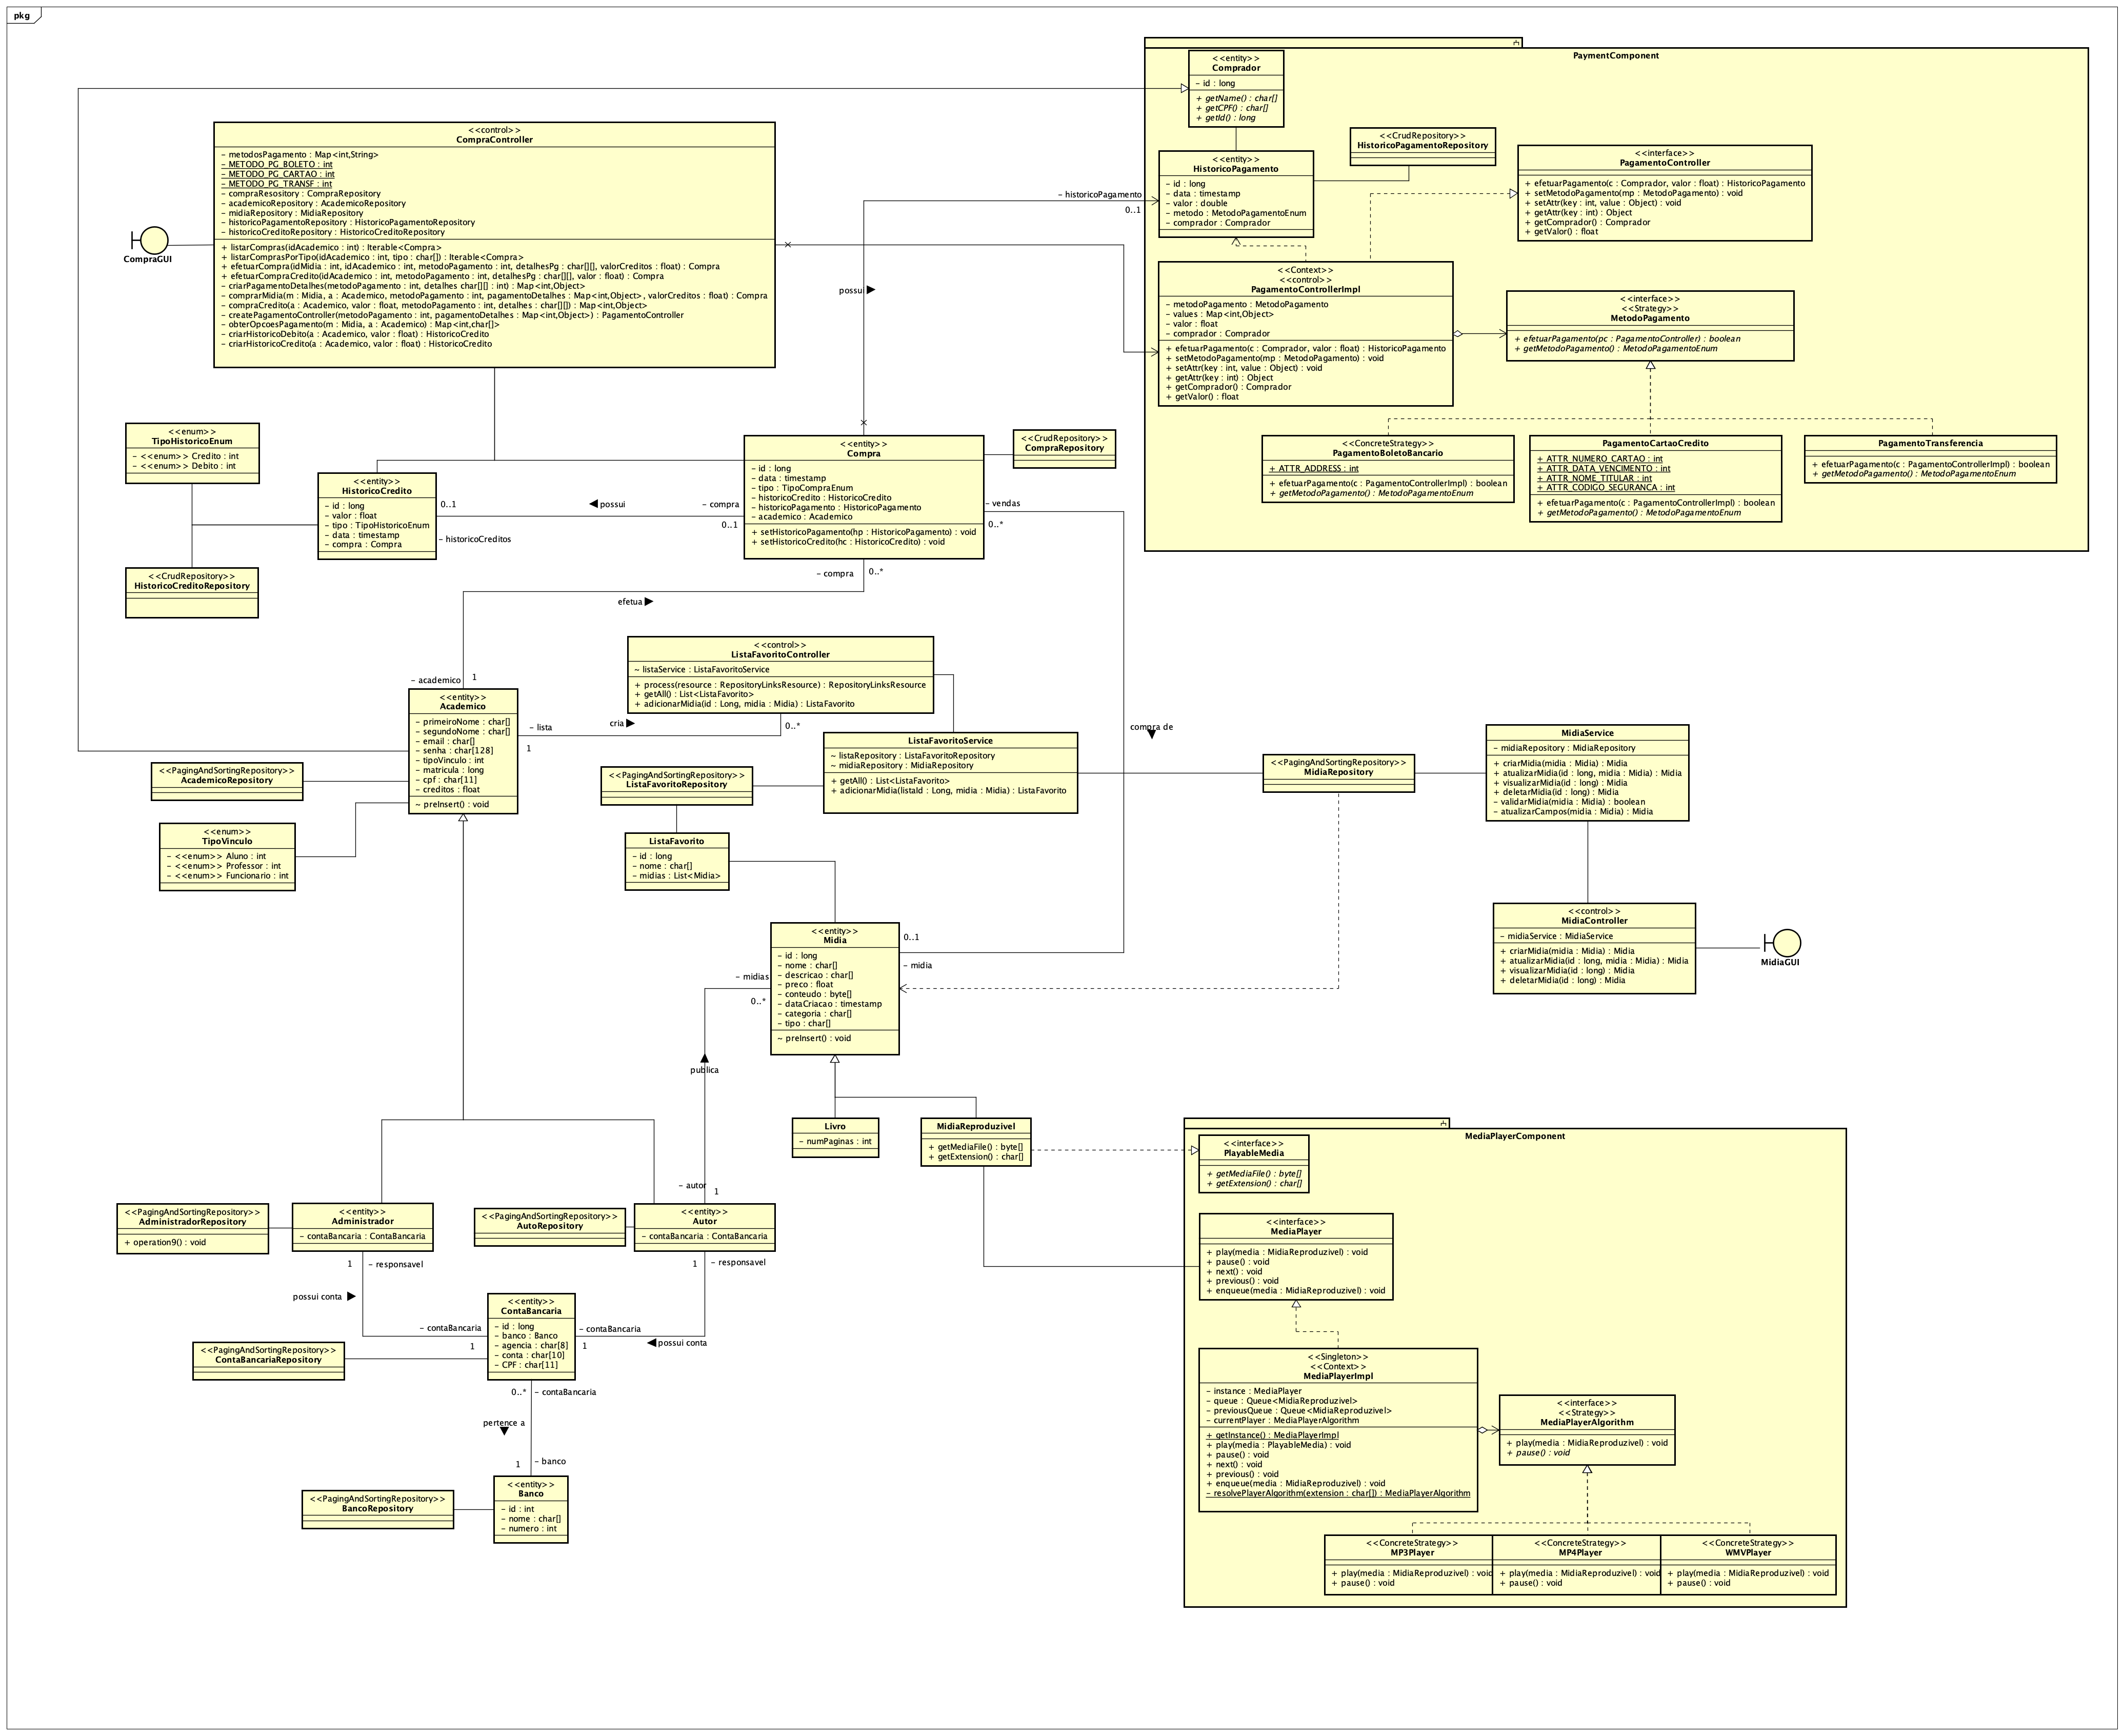 pkg
PaymentComponent
<<entity>>
Comprador
- id : long
+ getName() : char[]
+ getCPF() : char[]
+ getId() : long
<<CrudRepository>>
HistoricoPagamentoRepository
<<entity>>
HistoricoPagamento
- id : long
- data : timestamp
- valor : double
- metodo : MetodoPagamentoEnum
- comprador : Comprador
<<interface>>
PagamentoController
+ efetuarPagamento(c : Comprador, valor : float) : HistoricoPagamento
+ setMetodoPagamento(mp : MetodoPagamento) : void
+ setAttr(key : int, value : Object) : void
+ getAttr(key : int) : Object
+ getComprador() : Comprador
+ getValor() : float
<<Context>>
<<control>>
PagamentoControllerImpl
- metodoPagamento : MetodoPagamento
- values : Map<int,Object>
- valor : float
- comprador : Comprador
+ efetuarPagamento(c : Comprador, valor : float) : HistoricoPagamento
+ setMetodoPagamento(mp : MetodoPagamento) : void
+ setAttr(key : int, value : Object) : void
+ getAttr(key : int) : Object
+ getComprador() : Comprador
+ getValor() : float
<<interface>>
<<Strategy>>
MetodoPagamento
+ efetuarPagamento(pc : PagamentoController) : boolean
+ getMetodoPagamento() : MetodoPagamentoEnum
<<ConcreteStrategy>>
PagamentoBoletoBancario
+ ATTR_ADDRESS : int
+ efetuarPagamento(c : PagamentoControllerImpl) : boolean
+ getMetodoPagamento() : MetodoPagamentoEnum
PagamentoCartaoCredito
+ ATTR_NUMERO_CARTAO : int
+ ATTR_DATA_VENCIMENTO : int
+ ATTR_NOME_TITULAR : int
+ ATTR_CODIGO_SEGURANCA : int
+ efetuarPagamento(c : PagamentoControllerImpl) : boolean
+ getMetodoPagamento() : MetodoPagamentoEnum
PagamentoTransferencia
+ efetuarPagamento(c : PagamentoControllerImpl) : boolean
+ getMetodoPagamento() : MetodoPagamentoEnum
<<control>>
CompraController
- metodosPagamento : Map<int,String>
- METODO_PG_BOLETO : int
- METODO_PG_CARTAO : int
- METODO_PG_TRANSF : int
- compraResository : CompraRepository
- academicoRepository : AcademicoRepository
- midiaRepository : MidiaRepository
- historicoPagamentoRepository : HistoricoPagamentoRepository
- historicoCreditoRepository : HistoricoCreditoRepository
+ listarCompras(idAcademico : int) : Iterable<Compra>
+ listarComprasPorTipo(idAcademico : int, tipo : char[]) : Iterable<Compra>
+ efetuarCompra(idMidia : int, idAcademico : int, metodoPagamento : int, detalhesPg : char[][], valorCreditos : float) : Compra
+ efetuarCompraCredito(idAcademico : int, metodoPagamento : int, detalhesPg : char[][], valor : float) : Compra
- criarPagamentoDetalhes(metodoPagamento : int, detalhes char[][] : int) : Map<int,Object>
- comprarMidia(m : Midia, a : Academico, metodoPagamento : int, pagamentoDetalhes : Map<int,Object>, valorCreditos : float) : Compra
- compraCredito(a : Academico, valor : float, metodoPagamento : int, detalhes : char[][]) : Map<int,Object>
- createPagamentoController(metodoPagamento : int, pagamentoDetalhes : Map<int,Object>) : PagamentoController
- obterOpcoesPagamento(m : Midia, a : Academico) : Map<int,char[]>
- criarHistoricoDebito(a : Academico, valor : float) : HistoricoCredito
- criarHistoricoCredito(a : Academico, valor : float) : HistoricoCredito
CompraGUI
- historicoPagamento
0..1
possui
<<enum>>
TipoHistoricoEnum
- <<enum>> Credito : int
- <<enum>> Debito : int
<<entity>>
HistoricoCredito
- id : long
- valor : float
- tipo : TipoHistoricoEnum
- data : timestamp
- compra : Compra
0..1
possui
- compra
0..1
- historicoCreditos
<<entity>>
Compra
- id : long
- data : timestamp
- tipo : TipoCompraEnum
- historicoCredito : HistoricoCredito
- historicoPagamento : HistoricoPagamento
- academico : Academico
+ setHistoricoPagamento(hp : HistoricoPagamento) : void
+ setHistoricoCredito(hc : HistoricoCredito) : void
<<CrudRepository>>
CompraRepository
- vendas
0..*
<<CrudRepository>>
HistoricoCreditoRepository
- compra
0..*
efetua
<<control>>
ListaFavoritoController
~ listaService : ListaFavoritoService
+ process(resource : RepositoryLinksResource) : RepositoryLinksResource
+ getAll() : List<ListaFavorito>
+ adicionarMidia(id : Long, midia : Midia) : ListaFavorito
- academico
1
<<entity>>
Academico
- primeiroNome : char[]
- segundoNome : char[]
- email : char[]
- senha : char[128]
- tipoVinculo : int
- matricula : long
- cpf : char[11]
- creditos : float
~ preInsert() : void
- lista
1
cria
0..*
ListaFavoritoService
~ listaRepository : ListaFavoritoRepository
~ midiaRepository : MidiaRepository
+ getAll() : List<ListaFavorito>
+ adicionarMidia(listaId : Long, midia : Midia) : ListaFavorito
compra de
<<PagingAndSortingRepository>>
MidiaRepository
MidiaService
- midiaRepository : MidiaRepository
+ criarMidia(midia : Midia) : Midia
+ atualizarMidia(id : long, midia : Midia) : Midia
+ visualizarMidia(id : long) : Midia
+ deletarMidia(id : long) : Midia
- validarMidia(midia : Midia) : boolean
- atualizarCampos(midia : Midia) : Midia
<<PagingAndSortingRepository>>
AcademicoRepository
<<PagingAndSortingRepository>>
ListaFavoritoRepository
<<enum>>
TipoVinculo
- <<enum>> Aluno : int
- <<enum>> Professor : int
- <<enum>> Funcionario : int
ListaFavorito
- id : long
- nome : char[]
- midias : List<Midia>
<<control>>
MidiaController
- midiaService : MidiaService
+ criarMidia(midia : Midia) : Midia
+ atualizarMidia(id : long, midia : Midia) : Midia
+ visualizarMidia(id : long) : Midia
+ deletarMidia(id : long) : Midia
MidiaGUI
<<entity>>
Midia
- id : long
- nome : char[]
- descricao : char[]
- preco : float
- conteudo : byte[]
- dataCriacao : timestamp
- categoria : char[]
- tipo : char[]
~ preInsert() : void
0..1
- midia
- midias
0..*
publica
Livro
- numPaginas : int
MidiaReproduzivel
+ getMediaFile() : byte[]
+ getExtension() : char[]
- autor
1
<<PagingAndSortingRepository>>
AdministradorRepository
+ operation9() : void
<<entity>>
Administrador
- contaBancaria : ContaBancaria
<<PagingAndSortingRepository>>
AutoRepository
<<entity>>
Autor
- contaBancaria : ContaBancaria
1
- responsavel
1
- responsavel
possui conta
- contaBancaria
1
<<entity>>
ContaBancaria
- id : long
- banco : Banco
- agencia : char[8]
- conta : char[10]
- CPF : char[11]
- contaBancaria
1
possui conta
<<PagingAndSortingRepository>>
ContaBancariaRepository
0..*
- contaBancaria
pertence a
1
- banco
<<PagingAndSortingRepository>>
BancoRepository
<<entity>>
Banco
- id : int
- nome : char[]
- numero : int
MediaPlayerComponent
<<interface>>
PlayableMedia
+ getMediaFile() : byte[]
+ getExtension() : char[]
<<interface>>
MediaPlayer
+ play(media : MidiaReproduzivel) : void
+ pause() : void
+ next() : void
+ previous() : void
+ enqueue(media : MidiaReproduzivel) : void
<<Singleton>>
<<Context>>
MediaPlayerImpl
- instance : MediaPlayer
- queue : Queue<MidiaReproduzivel>
- previousQueue : Queue<MidiaReproduzivel>
- currentPlayer : MediaPlayerAlgorithm
+ getInstance() : MediaPlayerImpl
+ play(media : PlayableMedia) : void
+ pause() : void
+ next() : void
+ previous() : void
+ enqueue(media : MidiaReproduzivel) : void
- resolvePlayerAlgorithm(extension : char[]) : MediaPlayerAlgorithm
<<interface>>
<<Strategy>>
MediaPlayerAlgorithm
+ play(media : MidiaReproduzivel) : void
+ pause() : void
<<ConcreteStrategy>>
MP3Player
+ play(media : MidiaReproduzivel) : void
+ pause() : void
<<ConcreteStrategy>>
MP4Player
+ play(media : MidiaReproduzivel) : void
+ pause() : void
<<ConcreteStrategy>>
WMVPlayer
+ play(media : MidiaReproduzivel) : void
+ pause() : void